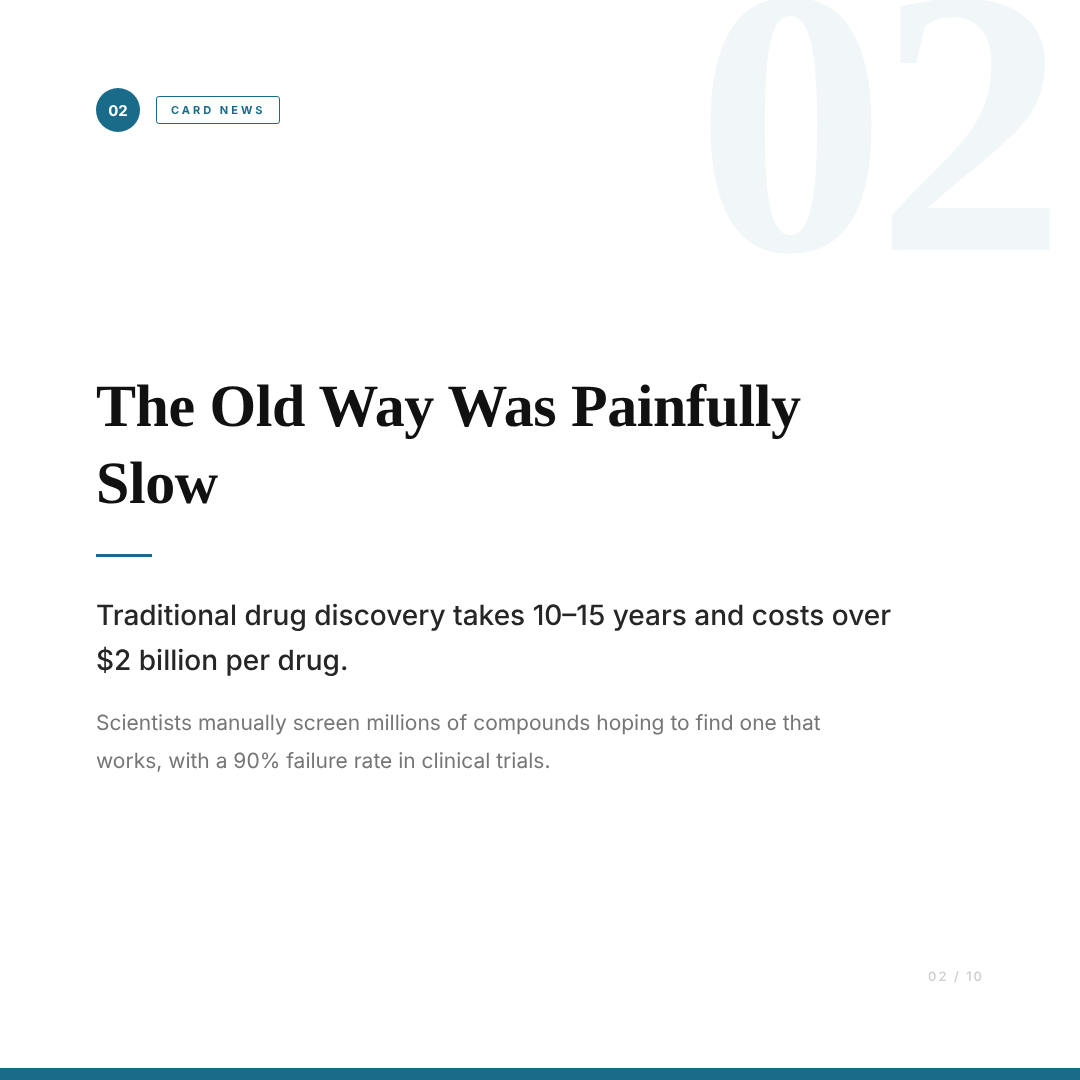 02
02
CARD NEWS
The Old Way Was Painfully
Slow
Traditional drug discovery takes 10–15 years and costs over
$2 billion per drug.
Scientists manually screen millions of compounds hoping to find one that
works, with a 90% failure rate in clinical trials.
02 / 10